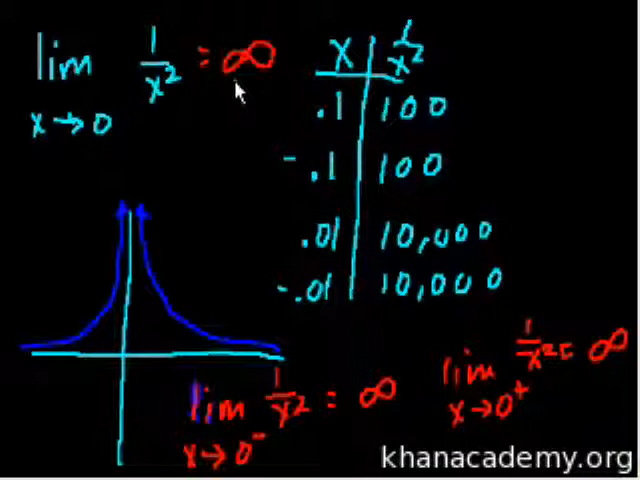 lim 1/x² = ∞
x→0
x | 1/x²
.1 | 100
-.1 | 100
.01 | 10,000
-.01 | 10,000
lim 1/x² = ∞
x→0⁻
lim 1/x² = ∞
x→0⁺
khanacademy.org